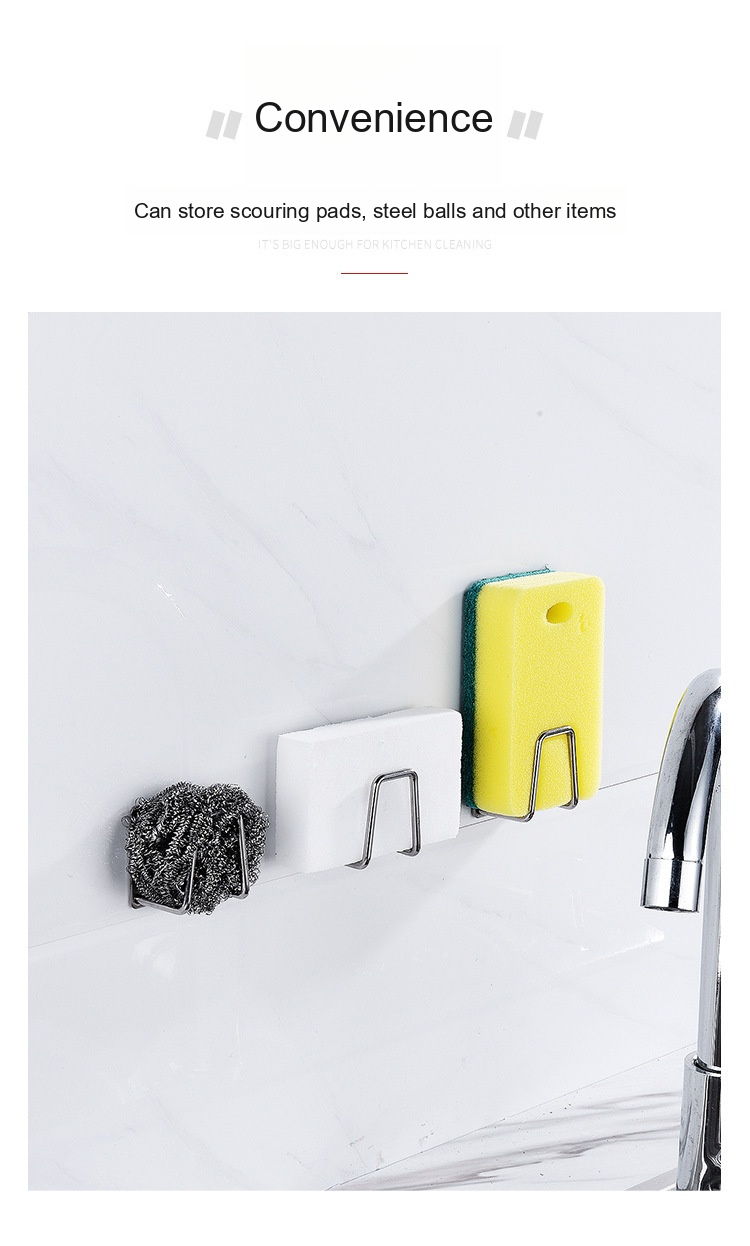 Convenience
Can store scouring pads, steel balls and other items
IT'S BIG ENOUGH FOR KITCHEN CLEANING